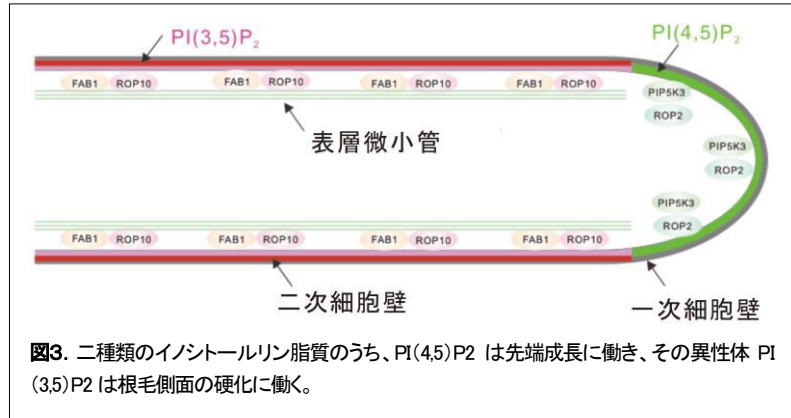 PI(3,5)P₂ PI(4,5)P₂
FAB1 ROP10 FAB1 ROP10 FAB1 ROP10 FAB1 ROP10 PIP5K3
ROP2
表層微小管
PIP5K3
ROP2
PIP5K3
ROP2
FAB1 ROP10 FAB1 ROP10 FAB1 ROP10 FAB1 ROP10
二次細胞壁 一次細胞壁
図3. 二種類のイノシトールリン脂質のうち、PI(4,5)P2 は先端成長に働き、その異性体 PI
(3,5)P2 は根毛側面の硬化に働く。